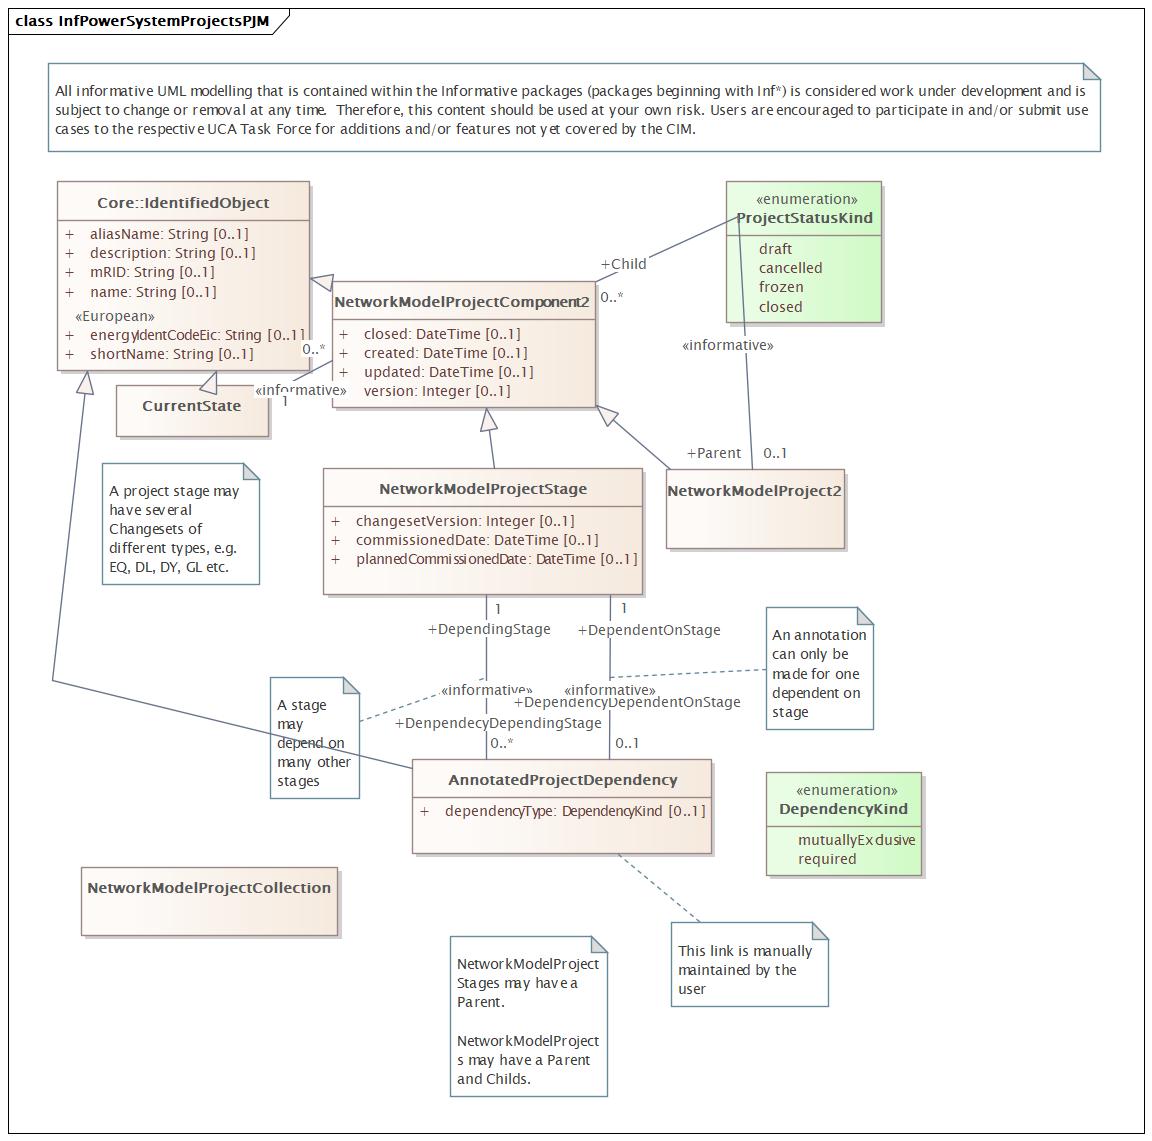 class InfPowerSystemProjectsPJM
All informative UML modelling that is contained within the Informative packages (packages beginning with Inf*) is considered work under development and is
subject to change or removal at any time.  Therefore, this content should be used at your own risk. Users are encouraged to participate in and/or submit use
cases to the respective UCA Task Force for additions and/or features not yet covered by the CIM.
Core::IdentifiedObject
+ aliasName: String [0..1]
+ description: String [0..1]
+ mRID: String [0..1]
+ name: String [0..1]
«European»
+ energyIdentCodeEic: String [0..1]
+ shortName: String [0..1]
«enumeration»
ProjectStatusKind
draft
cancelled
frozen
closed
+Child
0..*
NetworkModelProjectComponent2
+ closed: DateTime [0..1]
+ created: DateTime [0..1]
+ updated: DateTime [0..1]
+ version: Integer [0..1]
0..*
«informative»
1
«informative»
CurrentState
+Parent
0..1
A project stage may
have several
Changesets of
different types, e.g.
EQ, DL, DY, GL etc.
NetworkModelProjectStage
+ changesetVersion: Integer [0..1]
+ commissionedDate: DateTime [0..1]
+ plannedCommissionedDate: DateTime [0..1]
NetworkModelProject2
1
+DependingStage
1
+DependentOnStage
An annotation
can only be
made for one
dependent on
stage
A stage
may
depend on
many other
stages
«informative»
«informative»
+DependencyDependentOnStage
+DenpendecyDependingStage
0..*
0..1
AnnotatedProjectDependency
+ dependencyType: DependencyKind [0..1]
«enumeration»
DependencyKind
mutuallyExclusive
required
NetworkModelProjectCollection
This link is manually
maintained by the
user
NetworkModelProject
Stages may have a
Parent.
NetworkModelProject
s may have a Parent
and Childs.